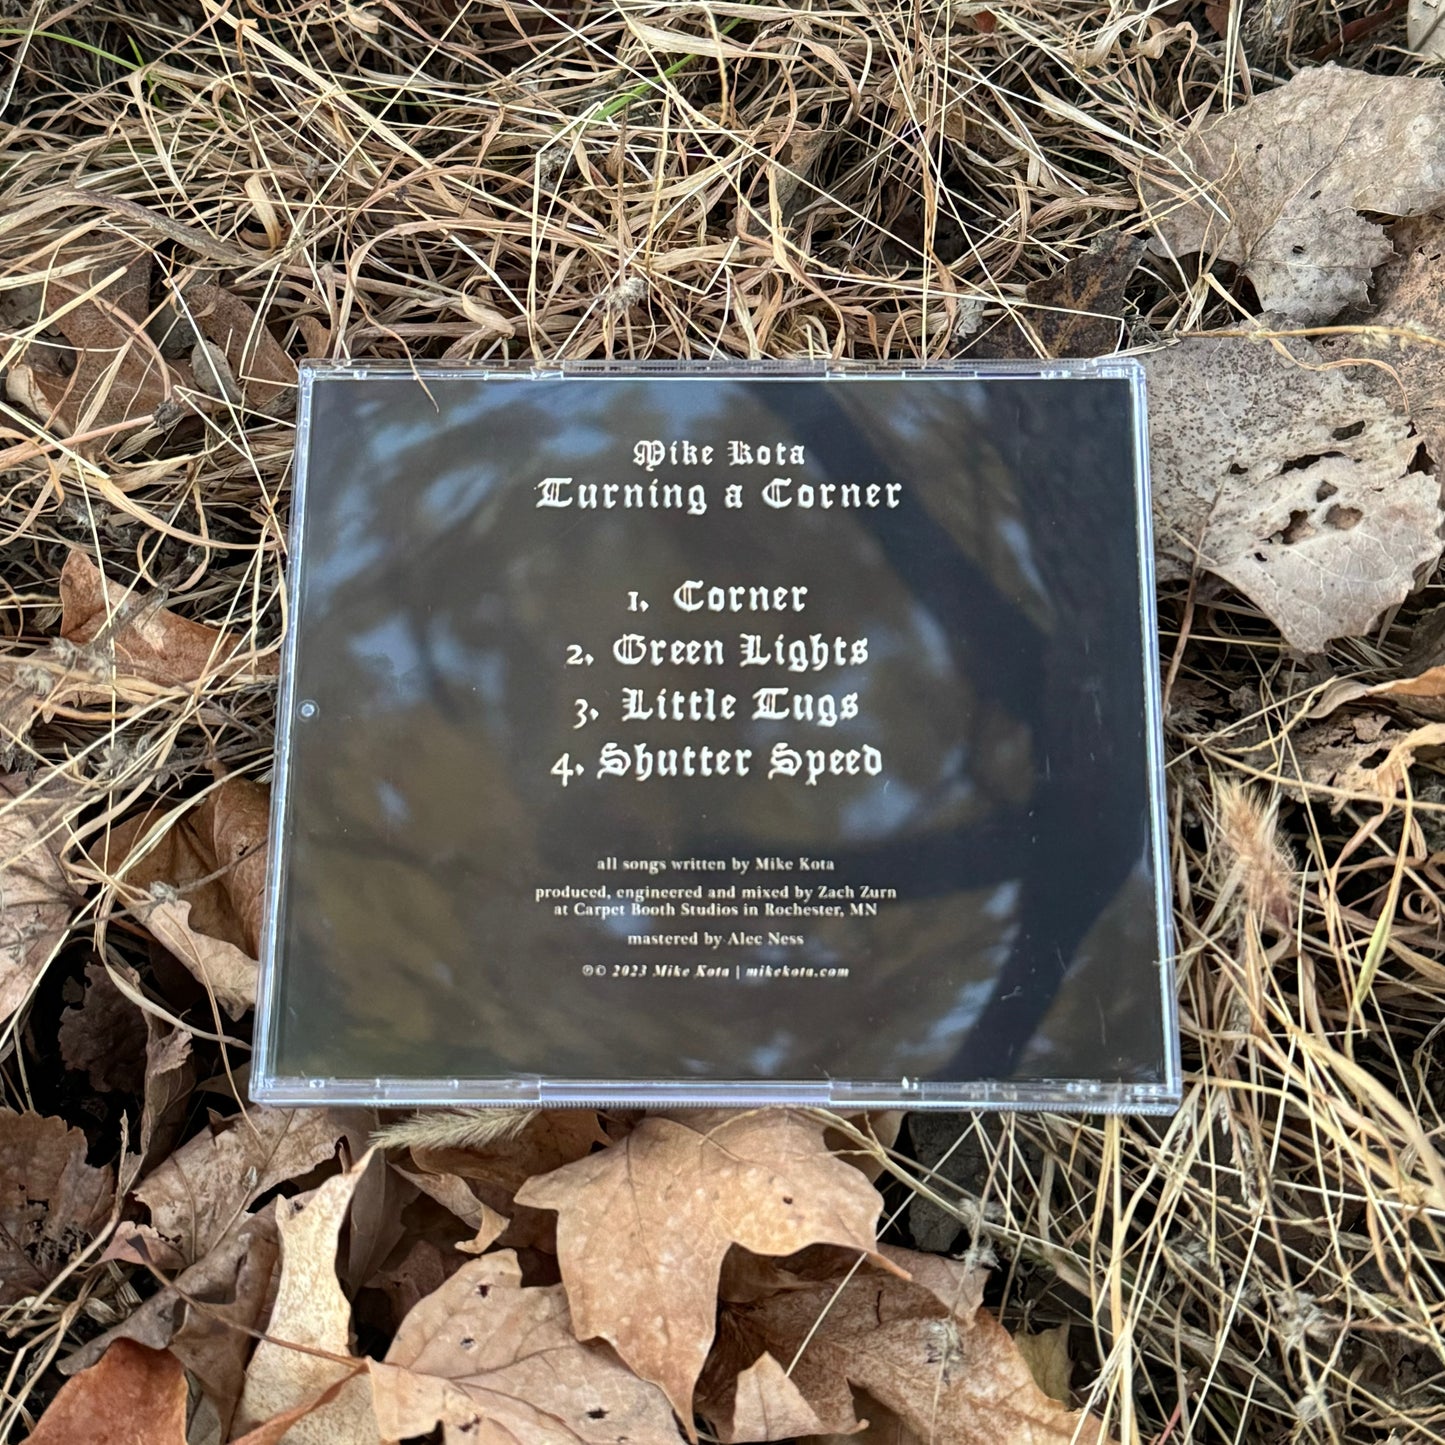 Mike Kota
Turning a Corner
1. Corner
2. Green Lights
3. Little Tugs
4. Shutter Speed
all songs written by Mike Kota
produced, engineered and mixed by Zach Zurn
at Carpet Booth Studios in Rochester, MN
mastered by Alec Ness
℗© 2023 Mike Kota | mikekota.com